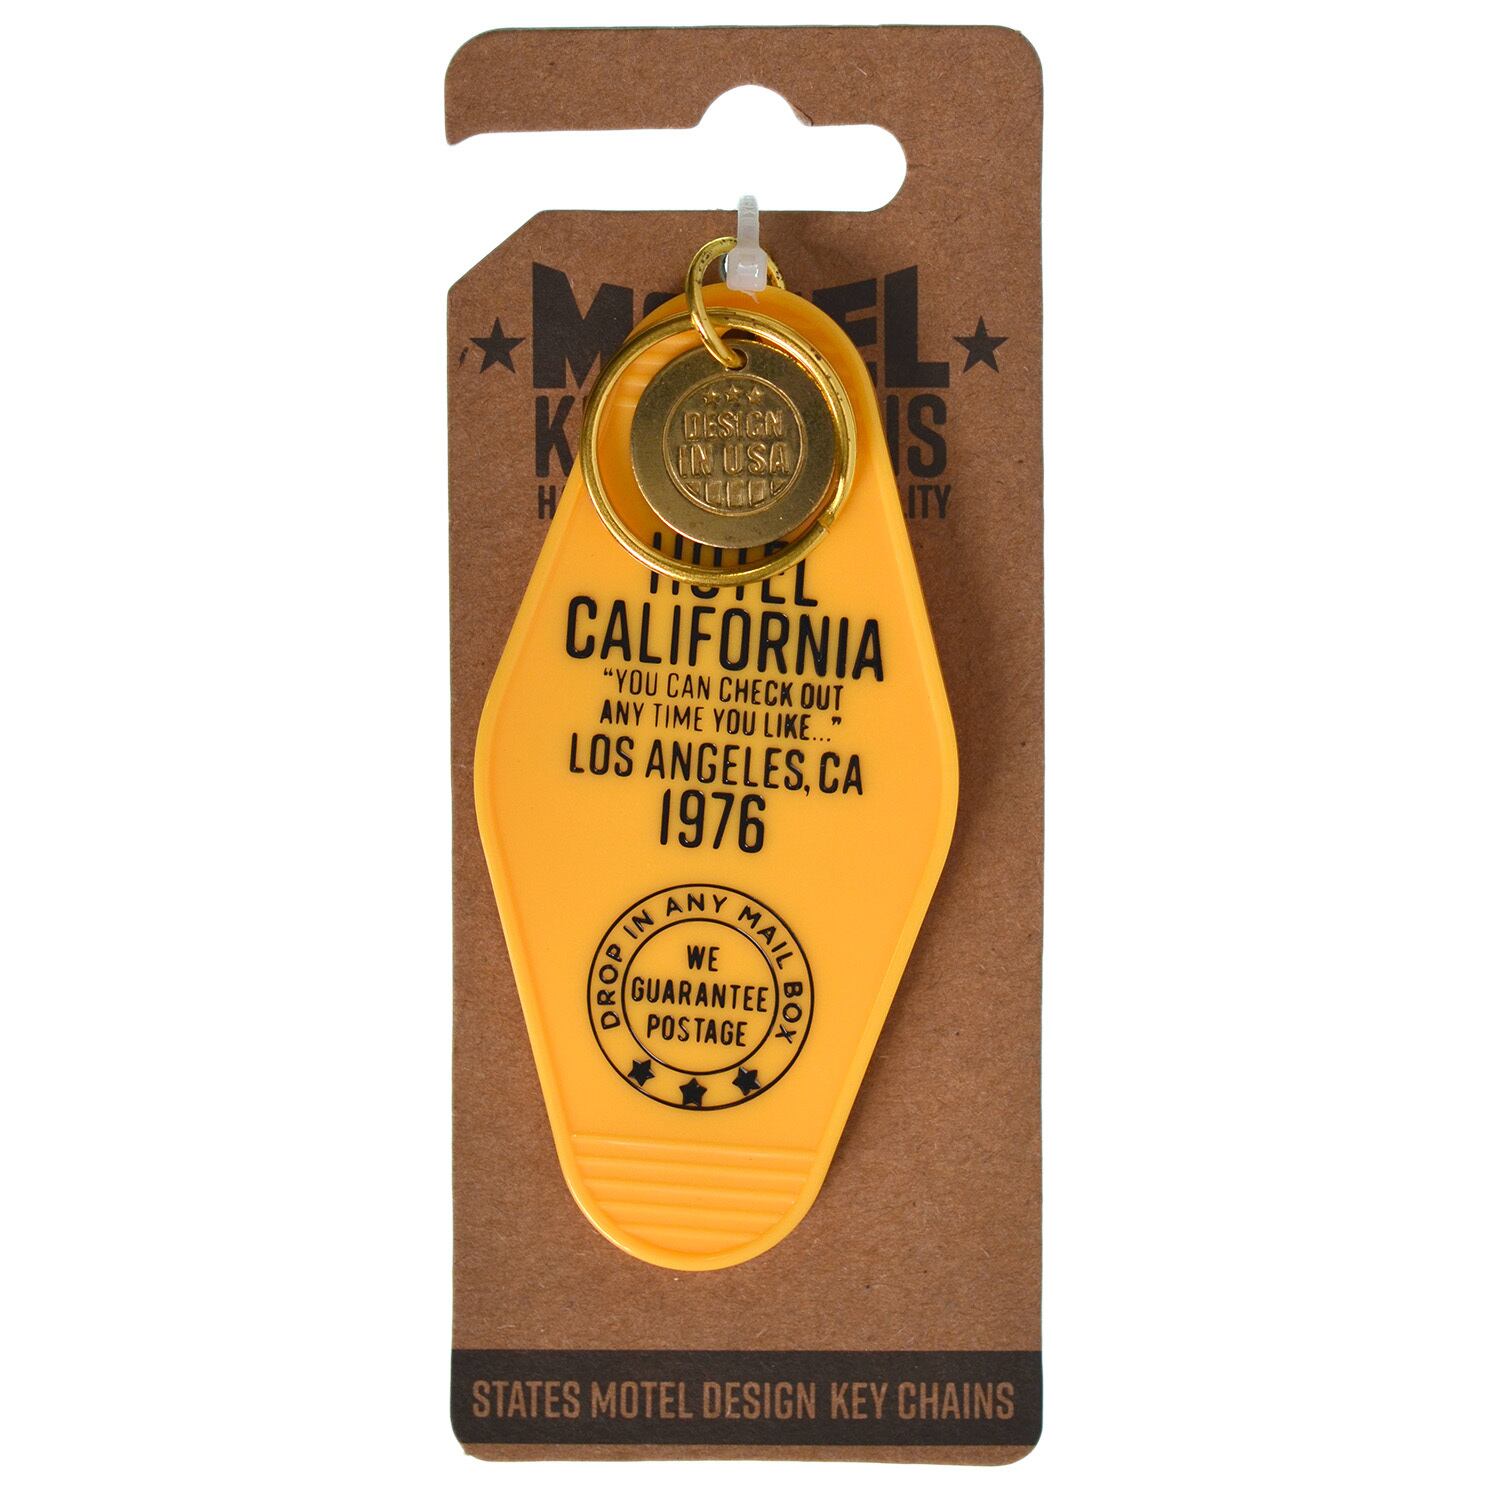 DESIGN
IN USA
HOTEL
CALIFORNIA
“YOU CAN CHECK OUT
ANY TIME YOU LIKE...”
LOS ANGELES, CA
1976
DROP IN ANY MAIL BOX
WE
GUARANTEE
POSTAGE
STATES MOTEL DESIGN KEY CHAINS